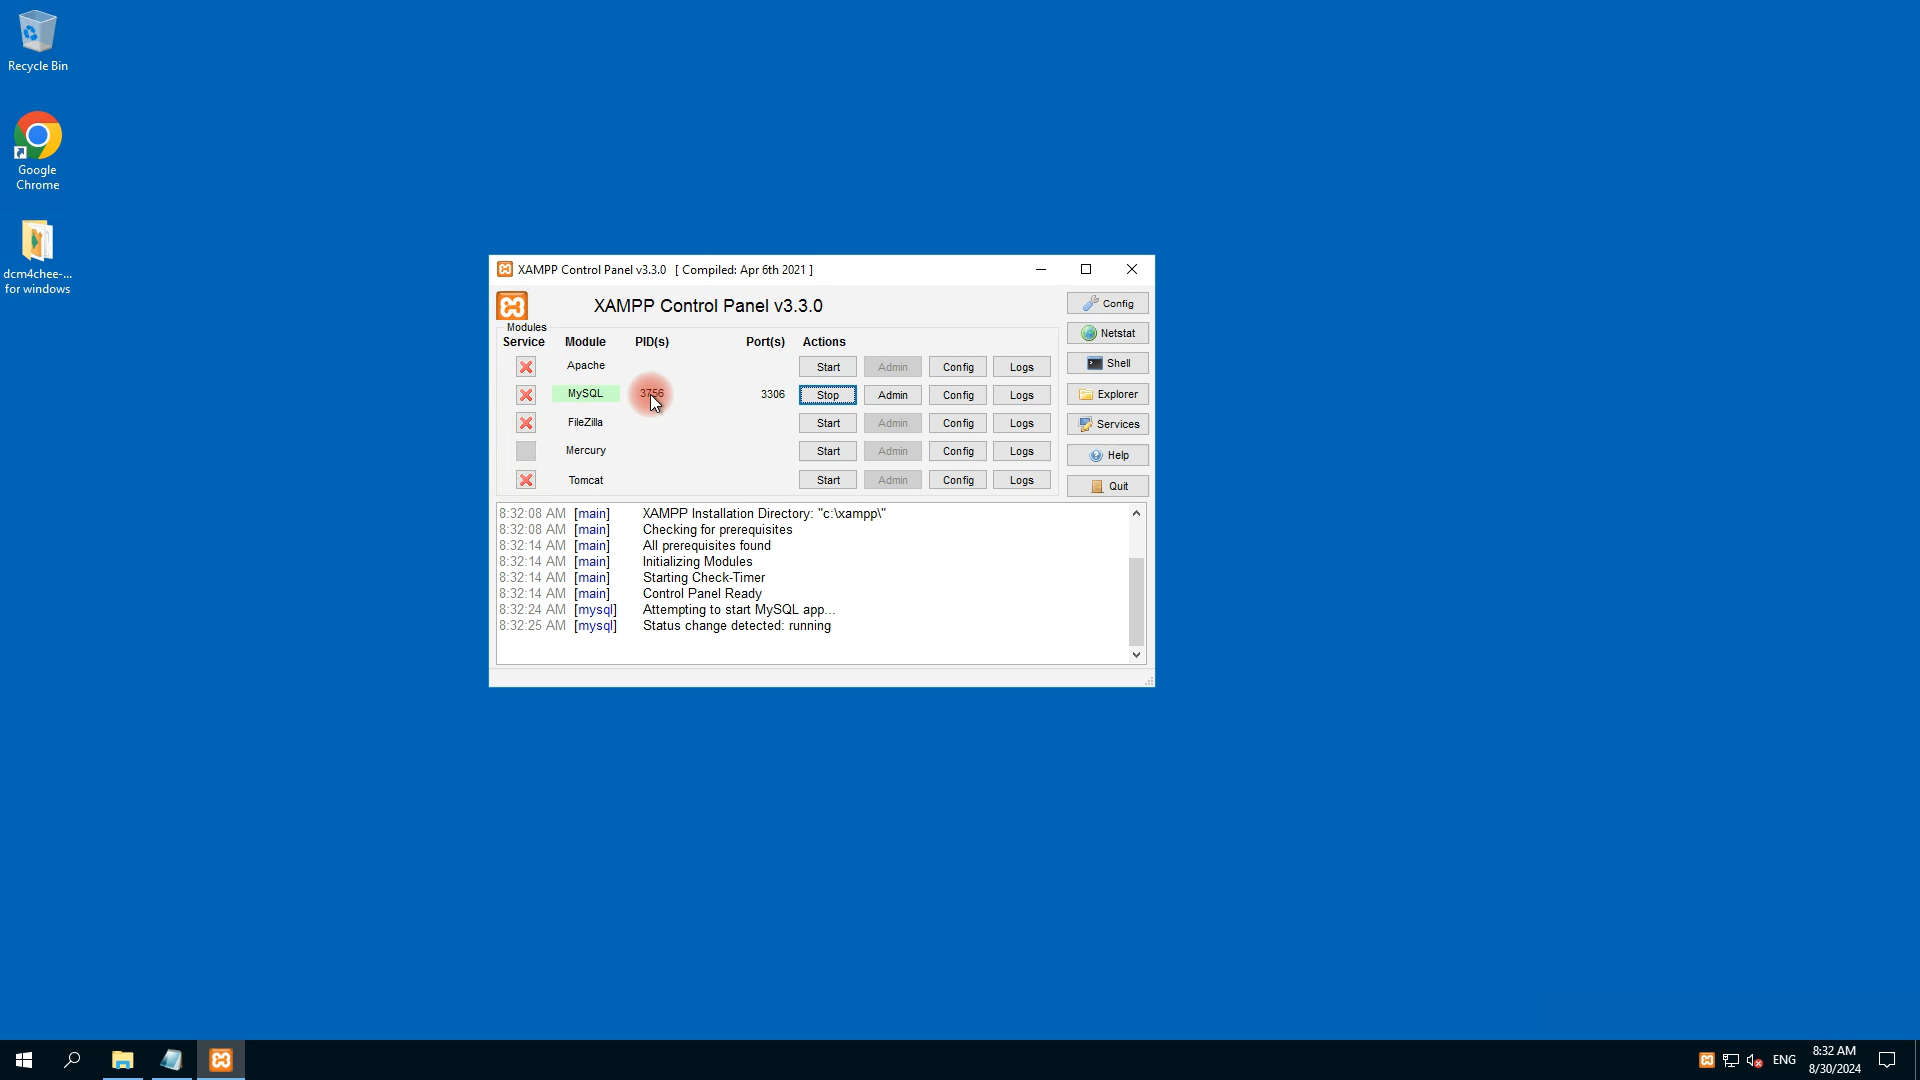 Recycle Bin
Google
Chrome
dcm4chee-...
for windows
XAMPP Control Panel v3.3.0 [ Compiled: Apr 6th 2021 ]
XAMPP Control Panel v3.3.0
Config
Netstat
Shell
Explorer
Services
Help
Quit
Modules
Service Module PID(s) Port(s) Actions
Apache Start Admin Config Logs
MySQL 3756 3306 Stop Admin Config Logs
FileZilla Start Admin Config Logs
Mercury Start Admin Config Logs
Tomcat Start Admin Config Logs
8:32:08 AM [main] XAMPP Installation Directory: "c:\xampp\"
8:32:08 AM [main] Checking for prerequisites
8:32:14 AM [main] All prerequisites found
8:32:14 AM [main] Initializing Modules
8:32:14 AM [main] Starting Check-Timer
8:32:14 AM [main] Control Panel Ready
8:32:24 AM [mysql] Attempting to start MySQL app...
8:32:25 AM [mysql] Status change detected: running
ENG
8:32 AM
8/30/2024